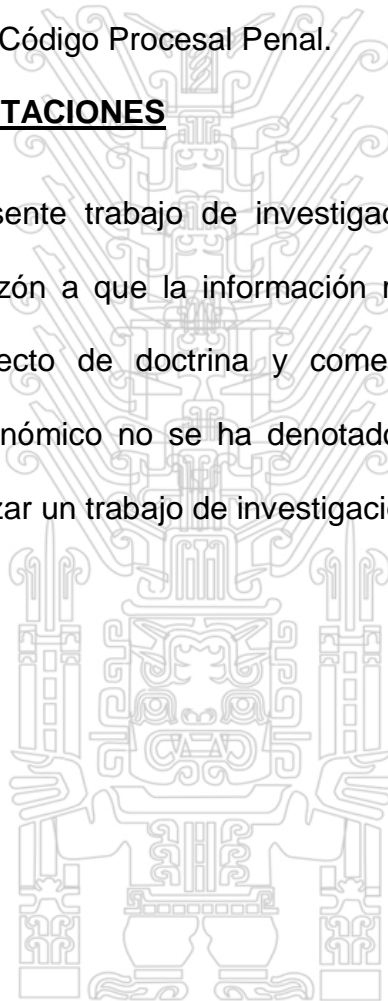 Código Procesal Penal.
TACIONES
sente trabajo de investigac
zón a que la información
ecto de doctrina y come
onómico no se ha denotado
zar un trabajo de investigació